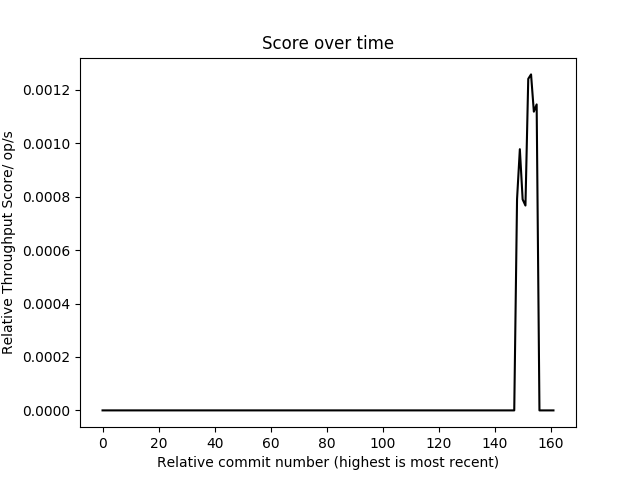 Score over time
Relative Throughput Score/ op/s
0.0012
0.0010
0.0008
0.0006
0.0004
0.0002
0.0000
0 20 40 60 80 100 120 140 160
Relative commit number (highest is most recent)